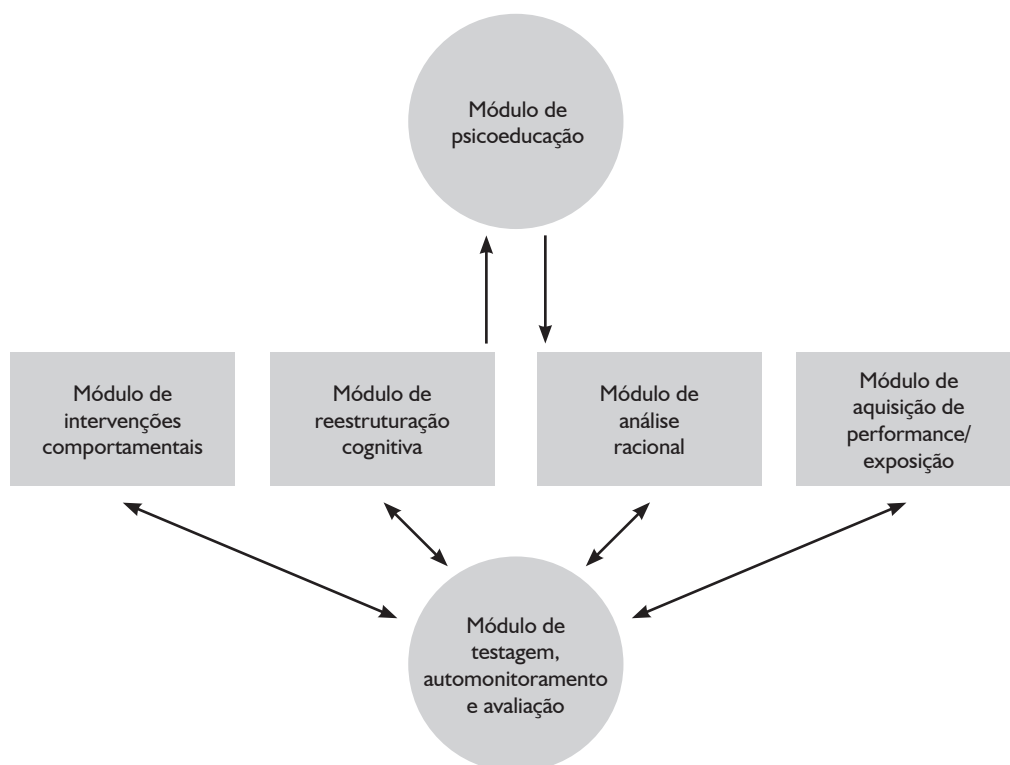 Módulo de
psicoeducação
Módulo de
intervenções
comportamentais
Módulo de
reestruturação
cognitiva
Módulo de
análise
racional
Módulo de
aquisição de
performance/
exposição
Módulo de
testagem,
automonitoramento
e avaliação